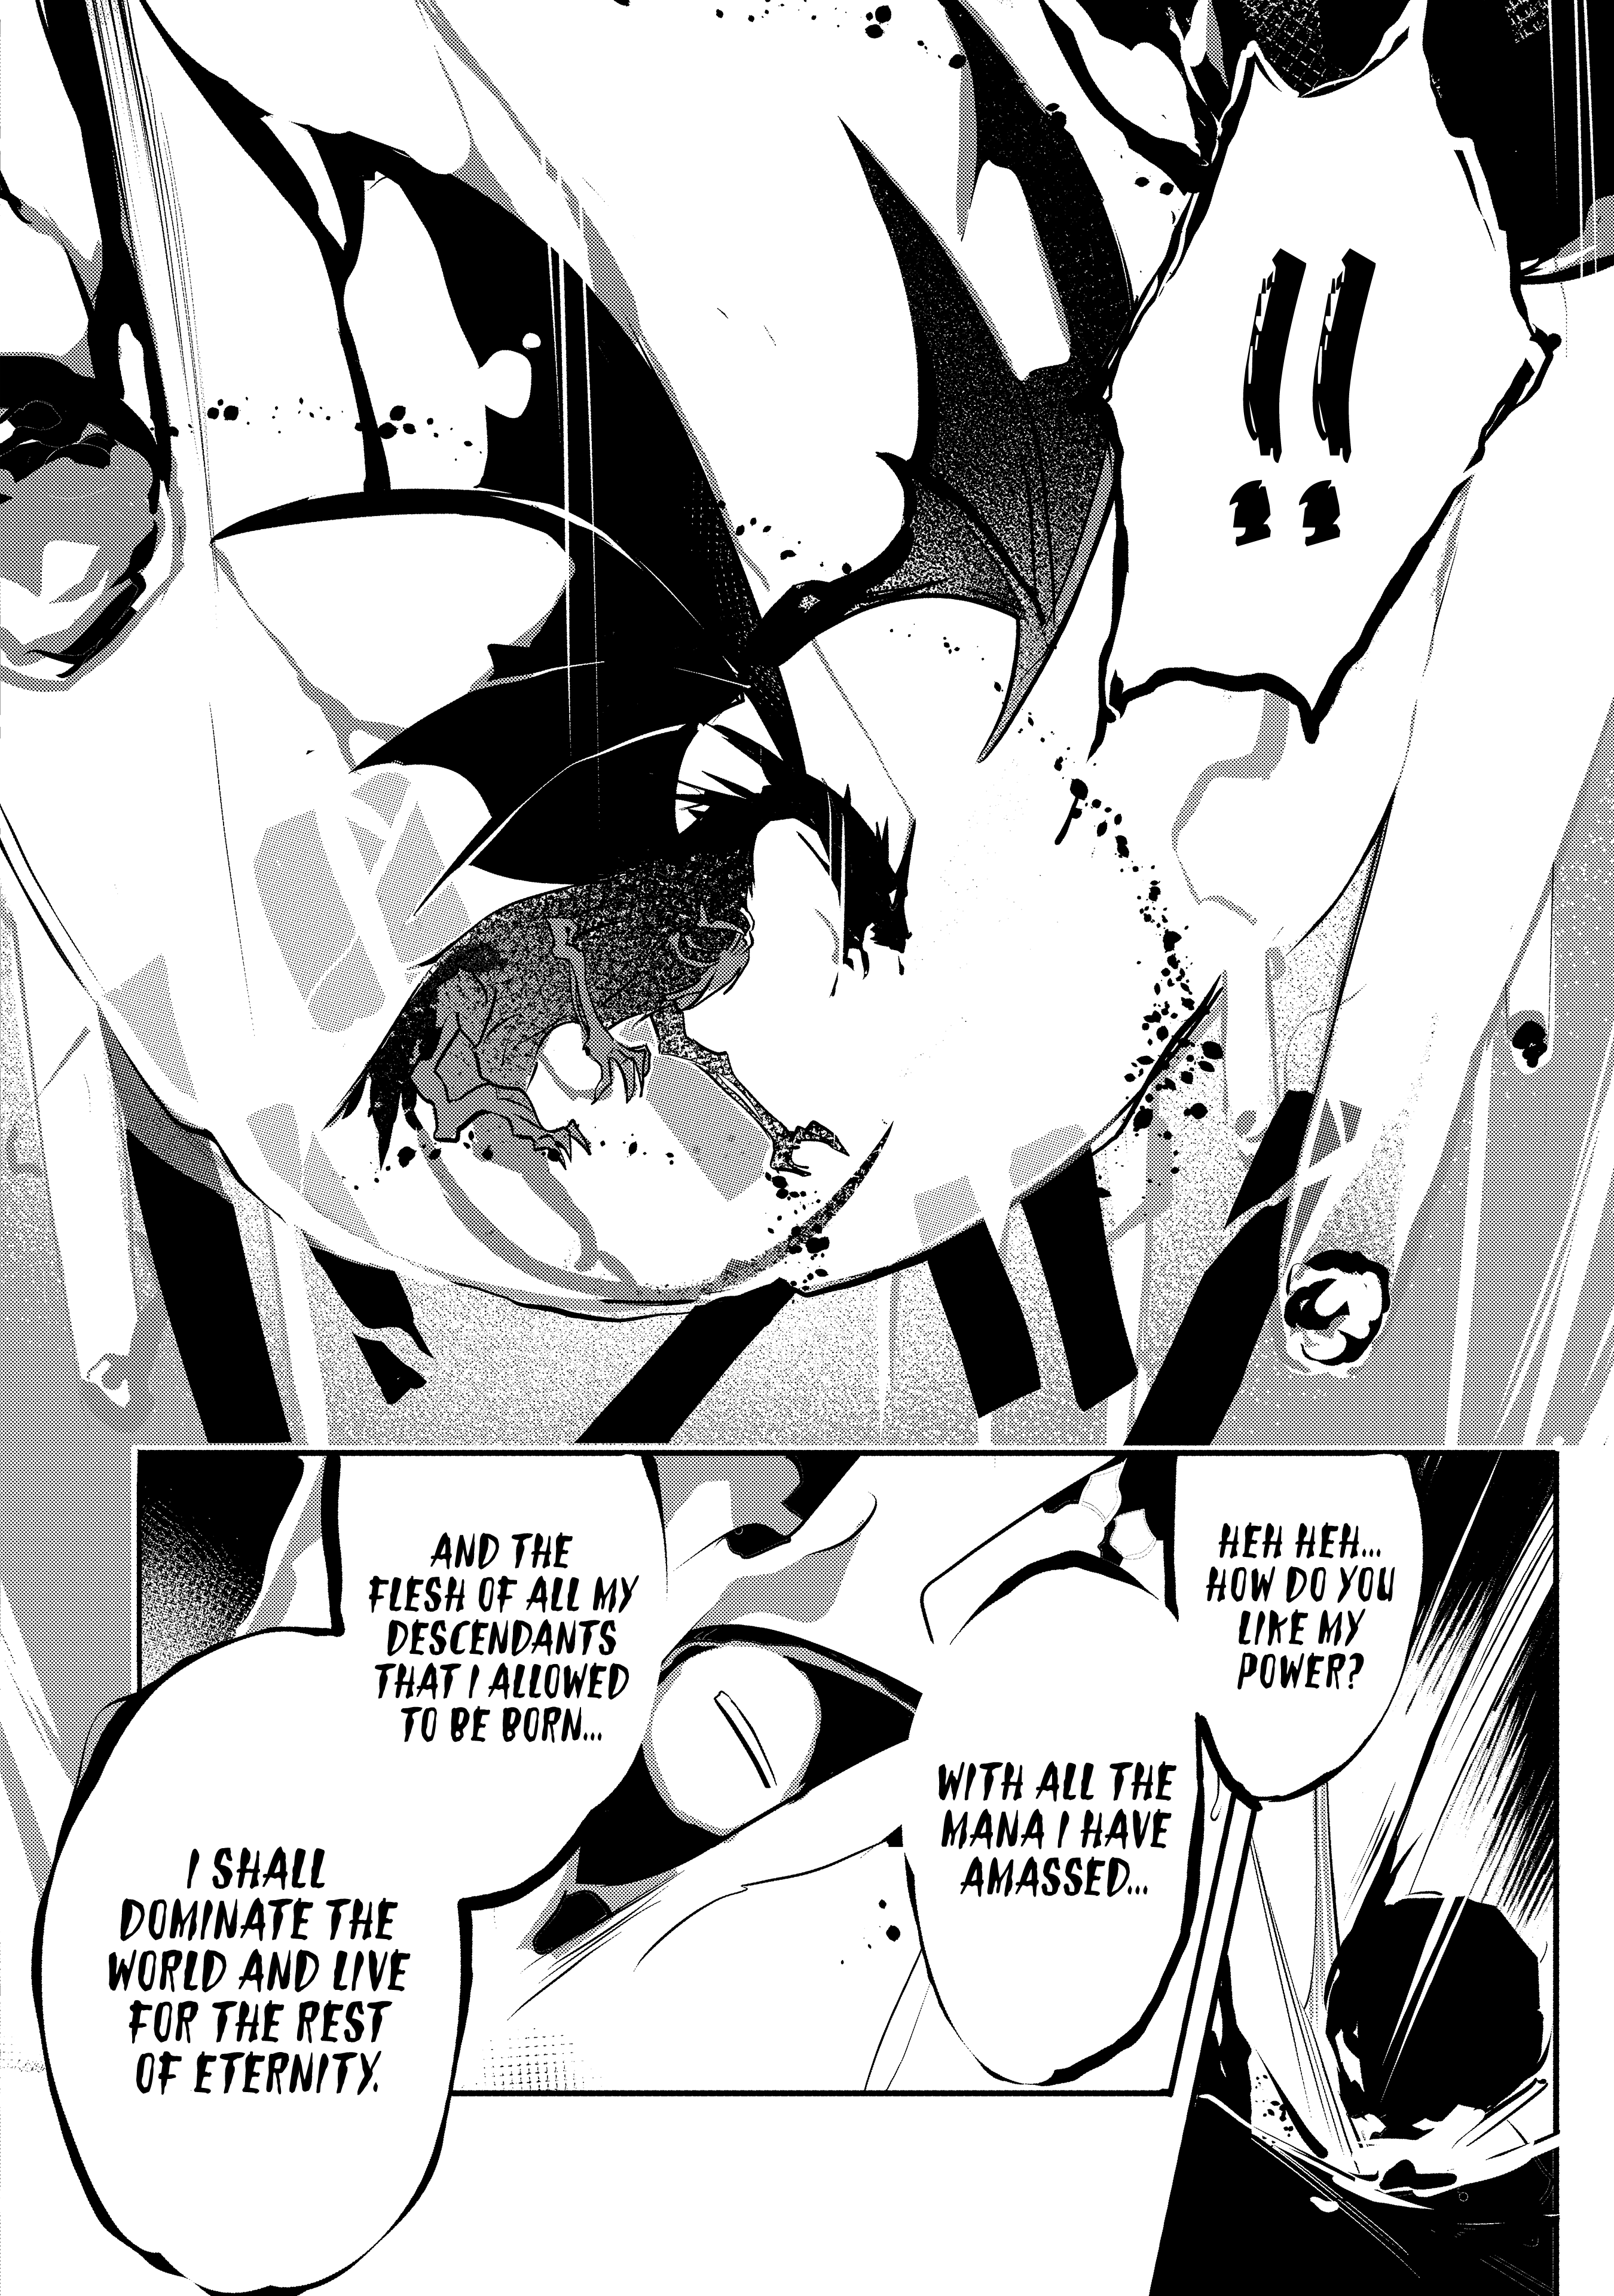 !!
HEH HEH...
HOW DO YOU
LIKE MY
POWER?
WITH ALL THE
MANA I HAVE
AMASSED...
AND THE
FLESH OF ALL MY
DESCENDANTS
THAT I ALLOWED
TO BE BORN...
I SHALL
DOMINATE THE
WORLD AND LIVE
FOR THE REST
OF ETERNITY.